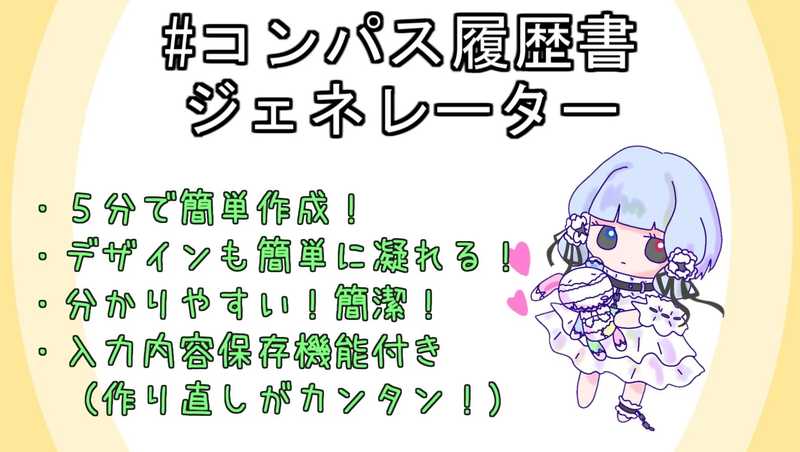 #コンパス履歴書
ジェネレーター
・５分で簡単作成！
・デザインも簡単に凝れる！
・分かりやすい！簡潔！
・入力内容保存機能付き
（作り直しがカンタン！）